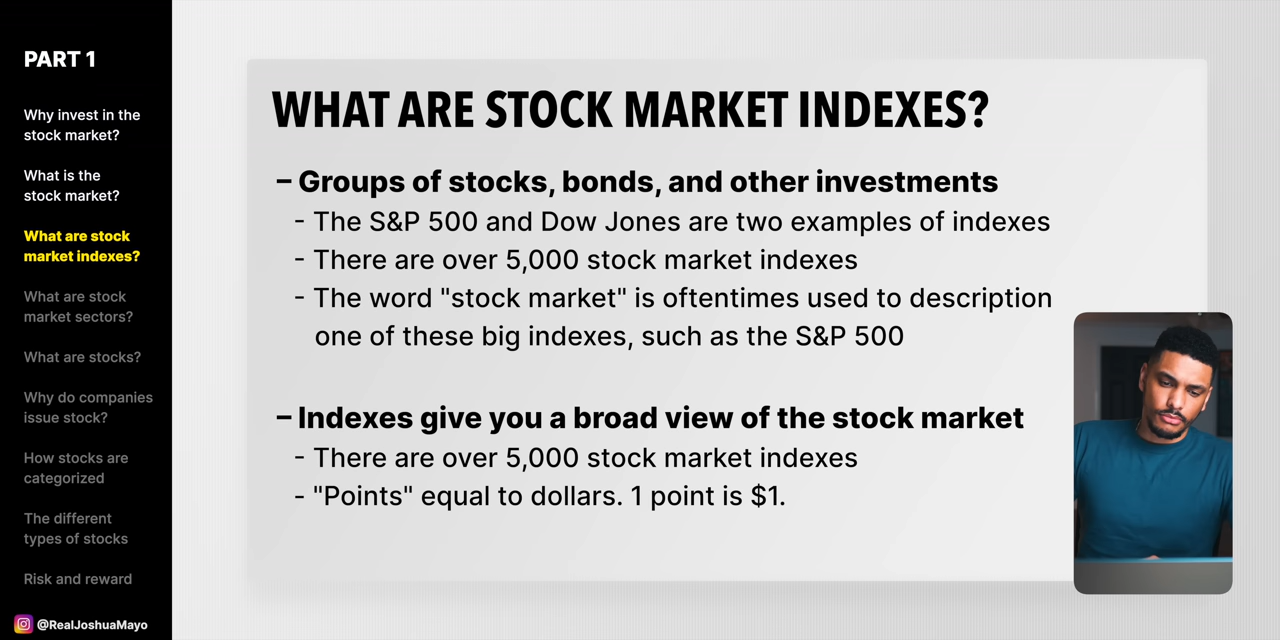 PART 1
Why invest in the
stock market?
What is the
stock market?
What are stock
market indexes?
What are stock
market sectors?
What are stocks?
Why do companies
issue stock?
How stocks are
categorized
The different
types of stocks
Risk and reward
@RealJoshuaMayo
WHAT ARE STOCK MARKET INDEXES?
– Groups of stocks, bonds, and other investments
- The S&P 500 and Dow Jones are two examples of indexes
- There are over 5,000 stock market indexes
- The word "stock market" is oftentimes used to description
one of these big indexes, such as the S&P 500
– Indexes give you a broad view of the stock market
- There are over 5,000 stock market indexes
- "Points" equal to dollars. 1 point is $1.